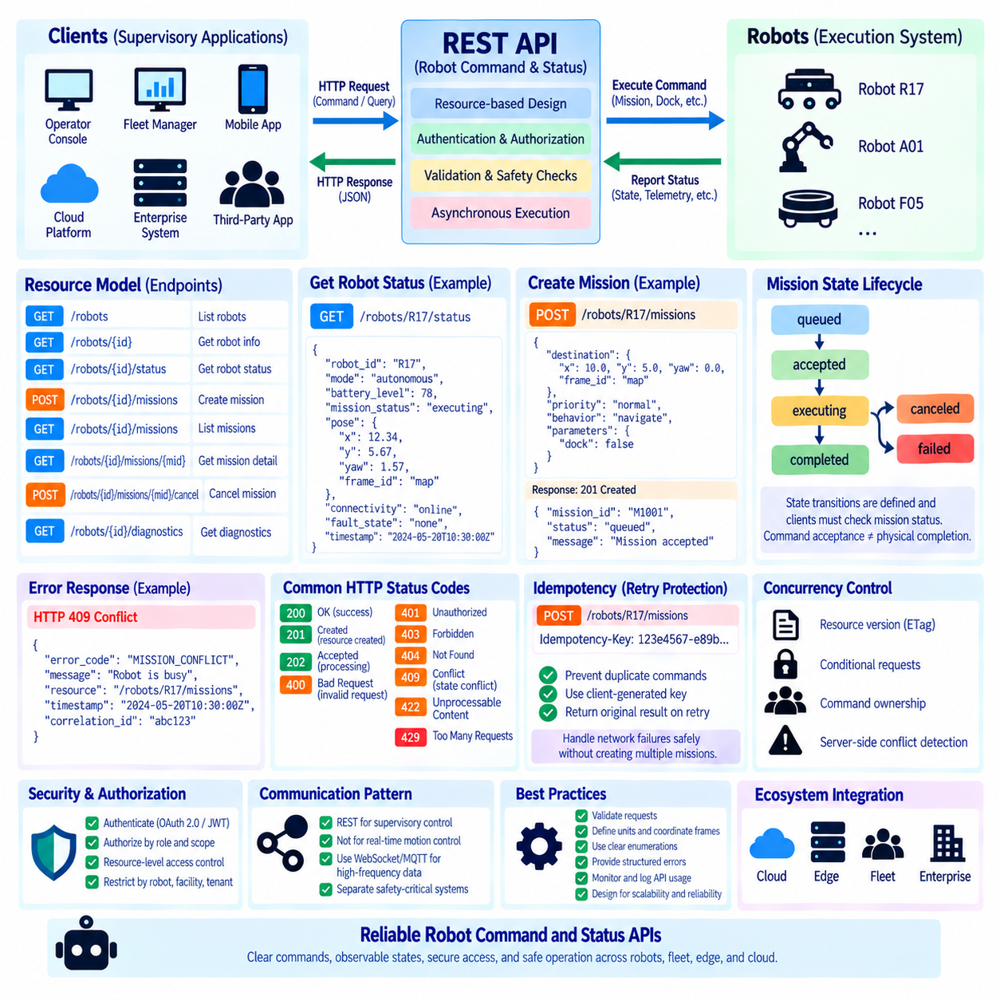 Clients (Supervisory Applications)
Operator
Console
Fleet Manager
Mobile App
Cloud
Platform
Enterprise
System
Third-Party App
HTTP Request
(Command / Query)
HTTP Response
(JSON)
REST API
(Robot Command & Status)
Resource-based Design
Authentication & Authorization
Validation & Safety Checks
Asynchronous Execution
Execute Command
(Mission, Dock, etc.)
Report Status
(State, Telemetry, etc.)
Robots (Execution System)
Robot R17
Robot A01
Robot F05
...
Resource Model (Endpoints)
GET /robots List robots
GET /robots/{id} Get robot info
GET /robots/{id}/status Get robot status
POST /robots/{id}/missions Create mission
GET /robots/{id}/missions List missions
GET /robots/{id}/missions/{mid} Get mission detail
POST /robots/{id}/missions/{mid}/cancel Cancel mission
GET /robots/{id}/diagnostics Get diagnostics
Get Robot Status (Example)
GET /robots/R17/status
{
"robot_id": "R17",
"mode": "autonomous",
"battery_level": 78,
"mission_status": "executing",
"pose": {
"x": 12.34,
"y": 5.67,
"yaw": 1.57,
"frame_id": "map"
},
"connectivity": "online",
"fault_state": "none",
"timestamp": "2024-05-20T10:30:00Z"
}
Create Mission (Example)
POST /robots/R17/missions
{
"destination": {
"x": 10.0, "y": 5.0, "yaw": 0.0,
"frame_id": "map"
},
"priority": "normal",
"behavior": "navigate",
"parameters": {
"dock": false
}
}
Response: 201 Created
{ "mission_id": "M1001",
"status": "queued",
"message": "Mission accepted"
}
Mission State Lifecycle
queued
accepted
executing
canceled
failed
completed
State transitions are defined and
clients must check mission status.
Command acceptance ≠ physical completion.
Error Response (Example)
HTTP 409 Conflict
{
"error_code": "MISSION_CONFLICT",
"message": "Robot is busy",
"resource": "/robots/R17/missions",
"timestamp": "2024-05-20T10:30:00Z",
"correlation_id": "abc123"
}
Common HTTP Status Codes
200 OK (success)
201 Created
(resource created)
202 Accepted
(processing)
400 Bad Request
(invalid request)
401 Unauthorized
403 Forbidden
404 Not Found
409 Conflict
(state conflict)
422 Unprocessable
Content
429 Too Many Requests
Idempotency (Retry Protection)
POST /robots/R17/missions
Idempotency-Key: 123e4567-e89b...
Prevent duplicate commands
Use client-generated key
Return original result on retry
Handle network failures safely
without creating multiple missions.
Concurrency Control
Resource version (ETag)
Conditional requests
Command ownership
Server-side conflict detection
Security & Authorization
Authenticate (OAuth 2.0 / JWT)
Authorize by role and scope
Resource-level access control
Restrict by robot, facility, tenant
Communication Pattern
REST for supervisory control
Not for real-time motion control
Use WebSocket/MQTT for
high-frequency data
Separate safety-critical systems
Best Practices
Validate requests
Define units and coordinate frames
Use clear enumerations
Provide structured errors
Monitor and log API usage
Design for scalability and reliability
Ecosystem Integration
Cloud
Edge
Fleet
Enterprise
Reliable Robot Command and Status APIs
Clear commands, observable states, secure access, and safe operation across robots, fleet, edge, and cloud.